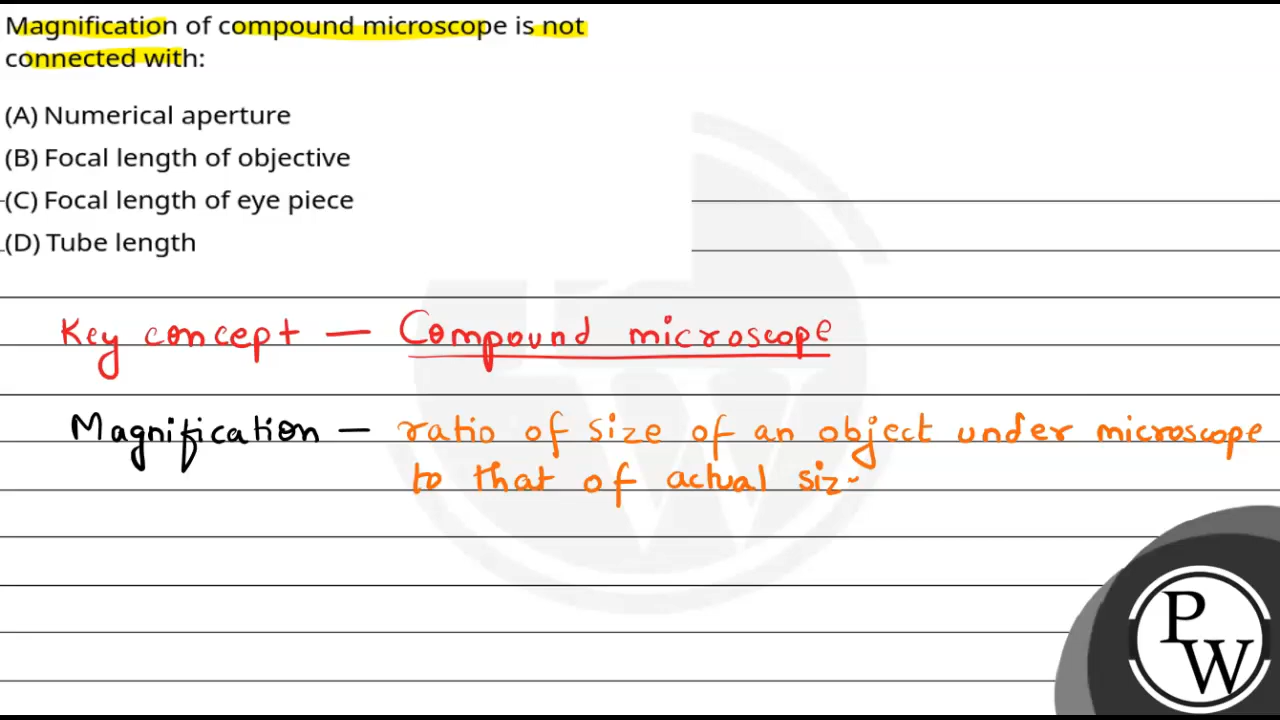 Magnification of compound microscope is not
connected with:
(A) Numerical aperture
(B) Focal length of objective
(C) Focal length of eye piece
(D) Tube length
Key concept — Compound microscope
Magnification — ratio of size of an object under microscope
to that of actual siz
P
W